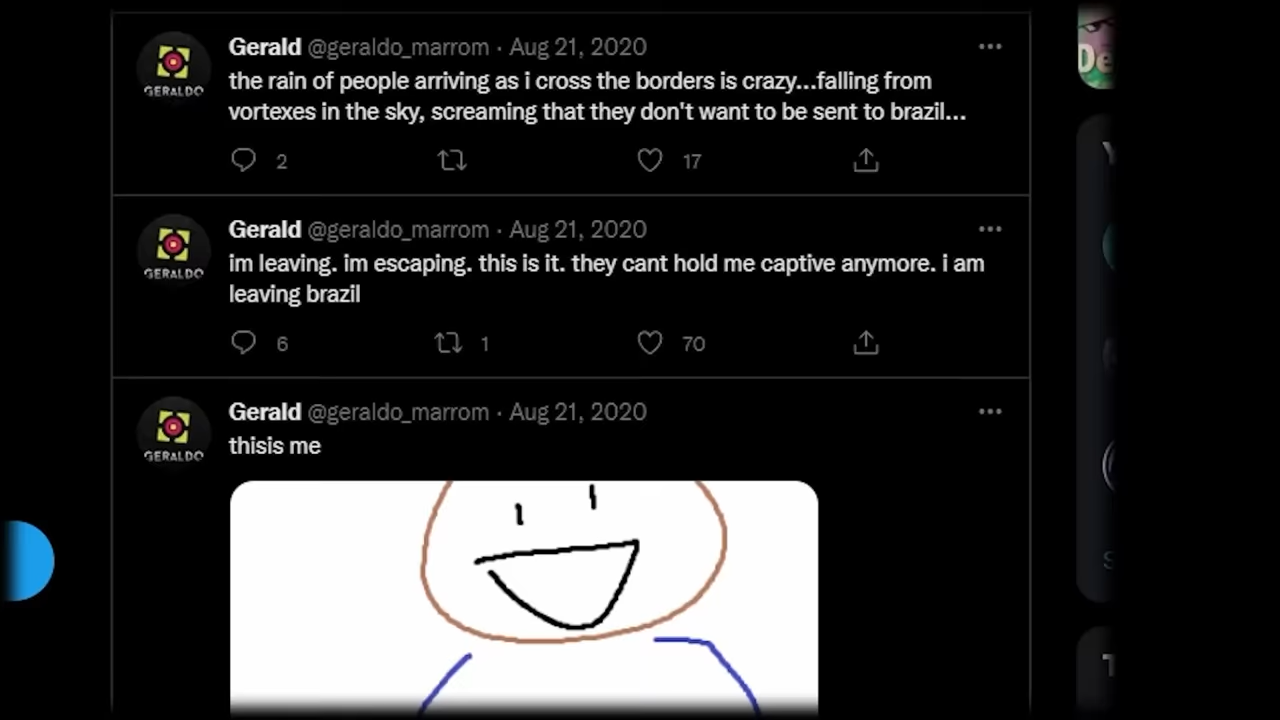 Gerald @geraldo_marrom · Aug 21, 2020
the rain of people arriving as i cross the borders is crazy...falling from
vortexes in the sky, screaming that they don't want to be sent to brazil...
2 17
GERALDO
Gerald @geraldo_marrom · Aug 21, 2020
im leaving. im escaping. this is it. they cant hold me captive anymore. i am
leaving brazil
6 1 70
GERALDO
Gerald @geraldo_marrom · Aug 21, 2020
thisis me
GERALDO
De